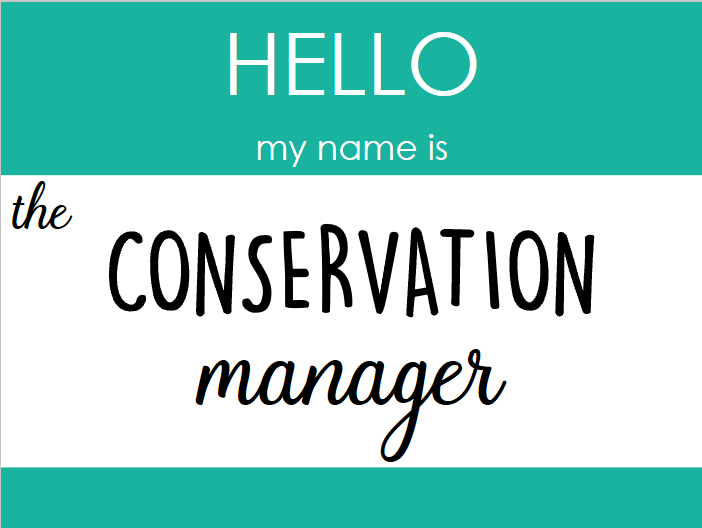 HELLO
my name is
the
CONSERVATION
manager